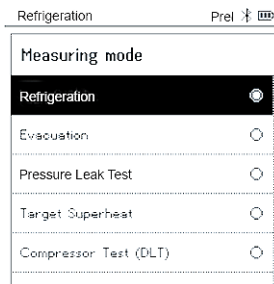 Refrigeration Prel
Measuring mode
Refrigeration
Evacuation
Pressure Leak Test
Target Superheat
Compressor Test (DLT)